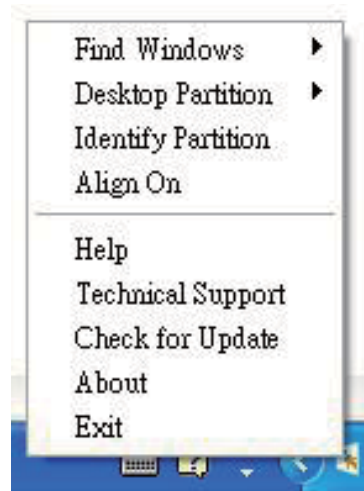 Find Windows
Desktop Partition
Identify Partition
Align On
Help
Technical Support
Check for Update
About
Exit